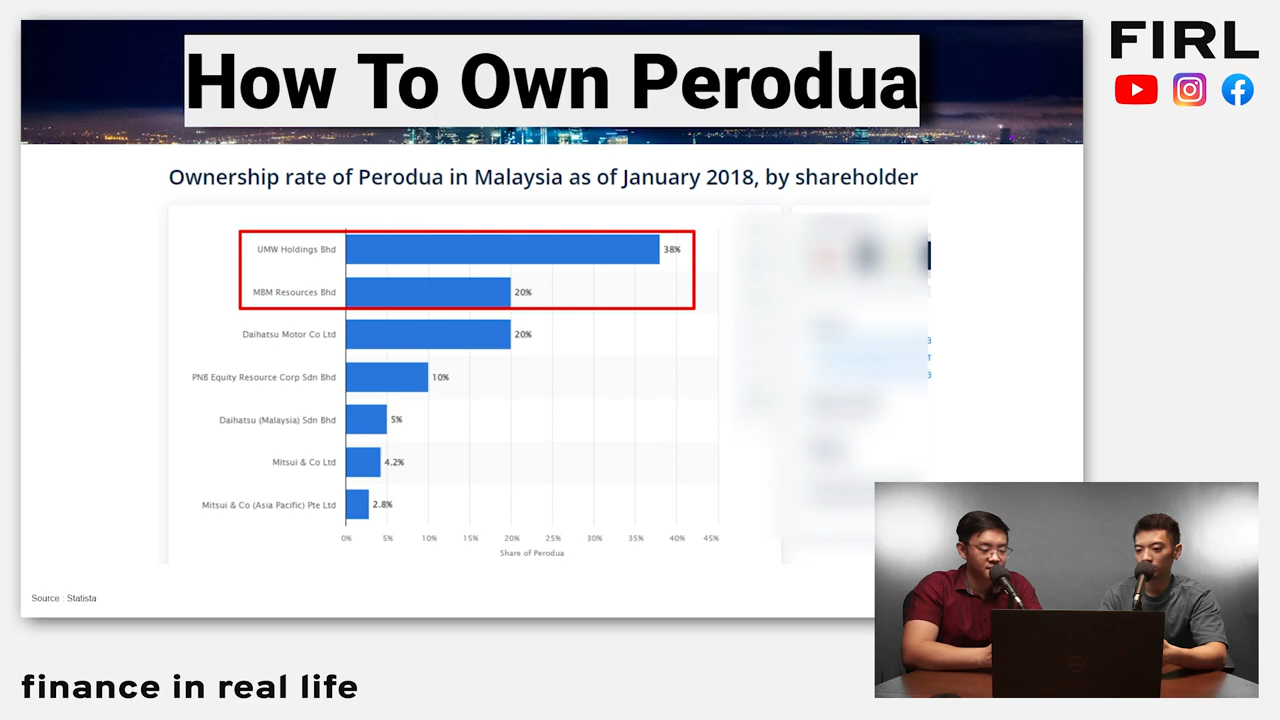 How To Own Perodua
FIRL
Ownership rate of Perodua in Malaysia as of January 2018, by shareholder
UMW Holdings Bhd 38%
MBM Resources Bhd 20%
Daihatsu Motor Co Ltd 20%
PNB Equity Resource Corp Sdn Bhd 10%
Daihatsu (Malaysia) Sdn Bhd 5%
Mitsui & Co Ltd 4.2%
Mitsui & Co (Asia Pacific) Pte Ltd 2.8%
0% 5% 10% 15% 20% 25% 30% 35% 40% 45%
Share of Perodua
Source : Statista
finance in real life